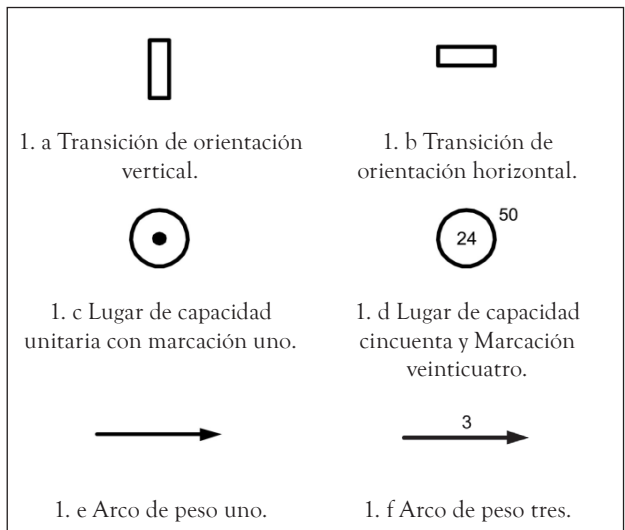 1. a Transición de orientación
vertical.
1. b Transición de
orientación horizontal.
50
24
1. c Lugar de capacidad
unitaria con marcación uno.
1. d Lugar de capacidad
cincuenta y Marcación
veinticuatro.
3
1. e Arco de peso uno.
1. f Arco de peso tres.